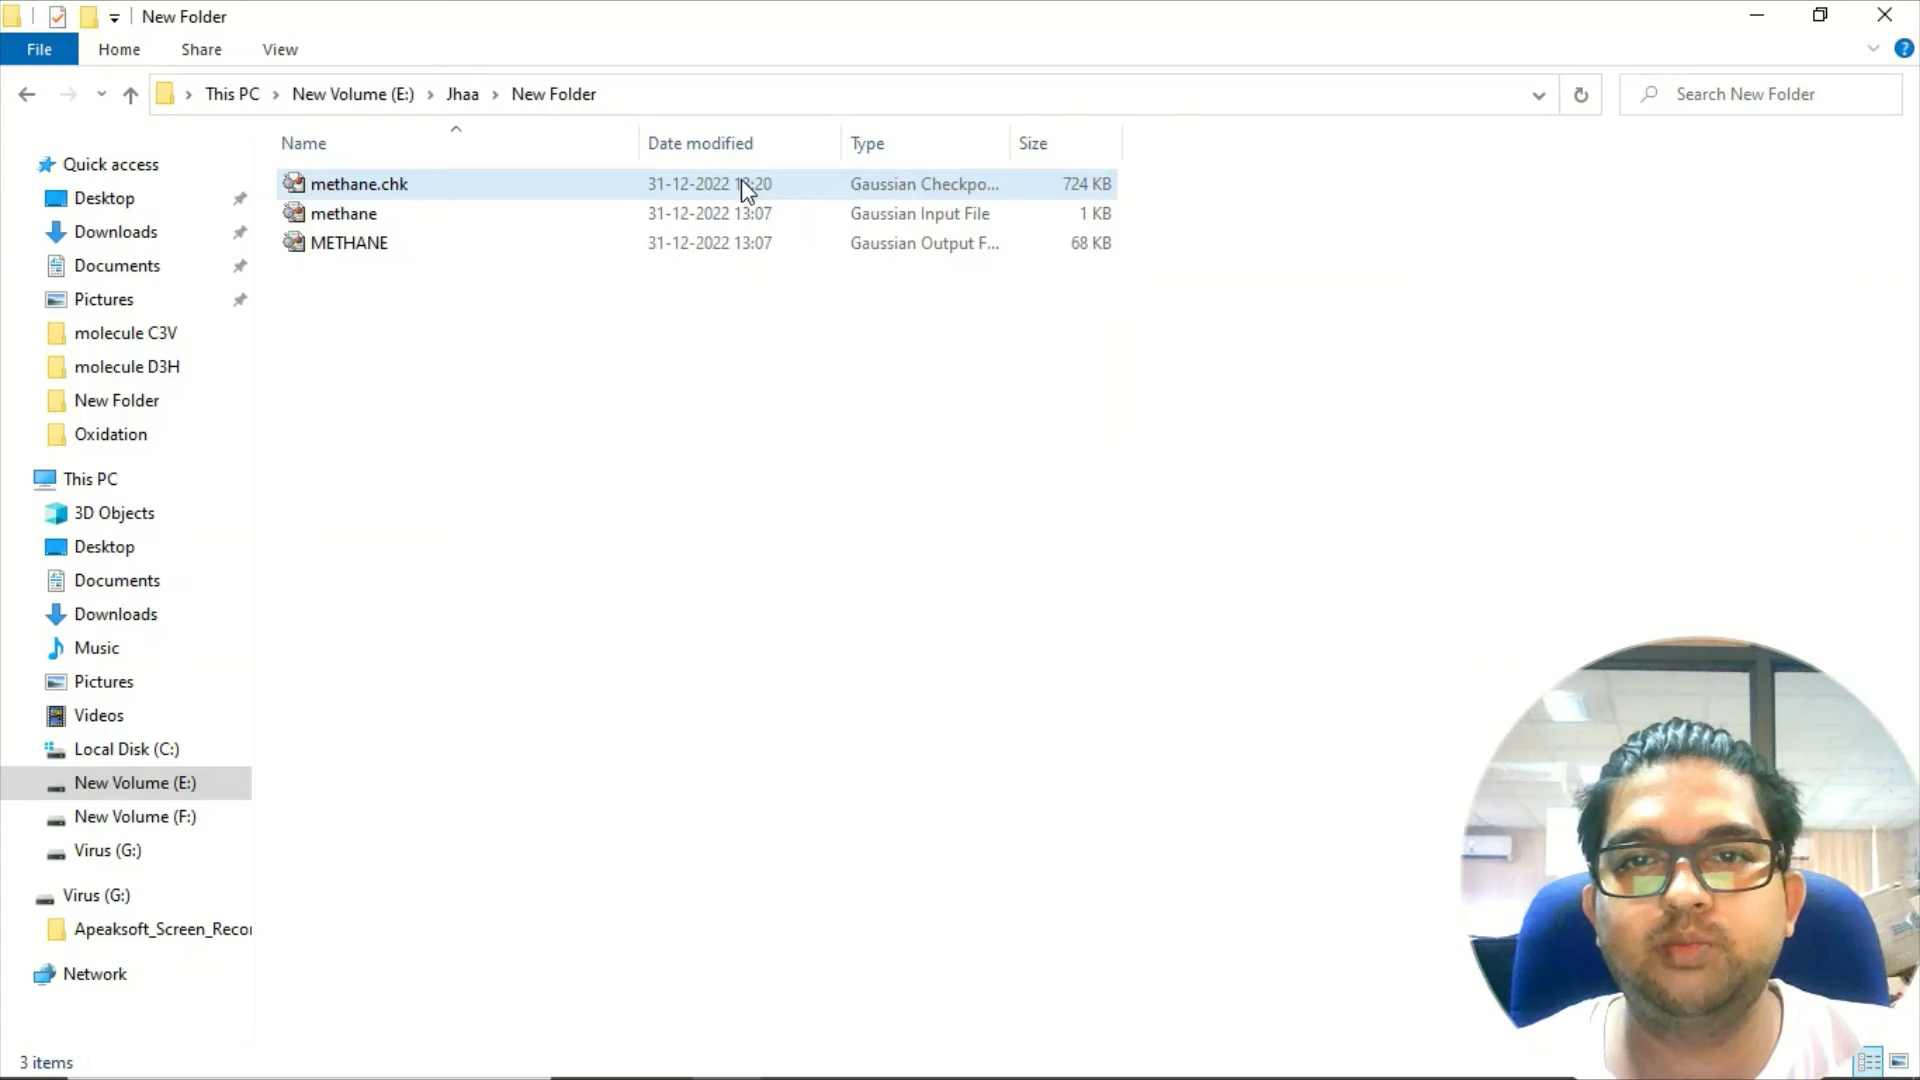 New Folder
File Home Share View
This PC New Volume (E:) Jhaa New Folder
Search New Folder
Name Date modified Type Size
methane.chk 31-12-2022 Gaussian Checkpo... 724 KB
methane 31-12-2022 13:07 Gaussian Input File 1 KB
METHANE 31-12-2022 13:07 Gaussian Output F... 68 KB
Quick access
Desktop
Downloads
Documents
Pictures
molecule C3V
molecule D3H
New Folder
Oxidation
This PC
3D Objects
Desktop
Documents
Downloads
Music
Pictures
Videos
Local Disk (C:)
New Volume (E:)
New Volume (F:)
Virus (G:)
Virus (G:)
Apeaksoft_Screen_Recor
Network
3 items